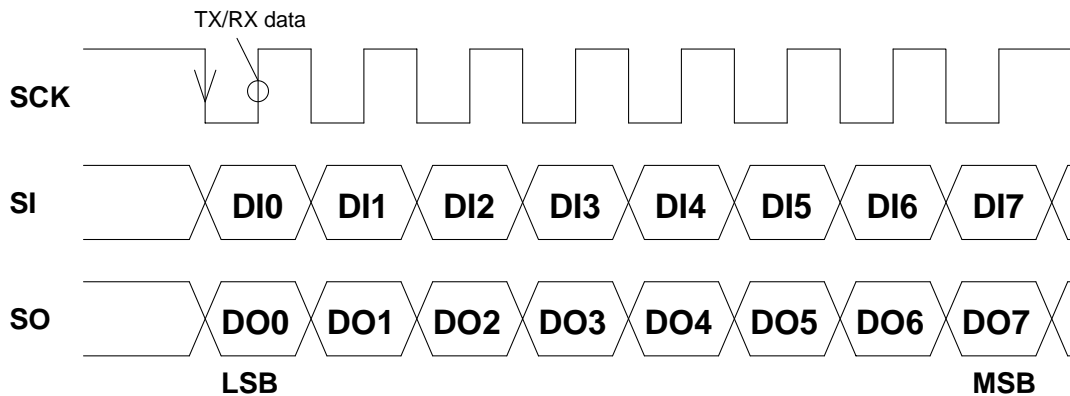 TX/RX data
SCK
SI DI0 DI1 DI2 DI3 DI4 DI5 DI6 DI7
SO DO0 DO1 DO2 DO3 DO4 DO5 DO6 DO7
LSB MSB